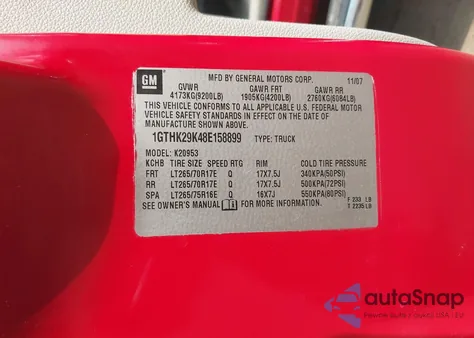 GM
MFD BY GENERAL MOTORS CORP. 11/07
GVWR GAWR FRT GAWR RR
4173KG(9200LB) 1905KG(4200LB) 2760KG(6084LB)
THIS VEHICLE CONFORMS TO ALL APPLICABLE U.S. FEDERAL MOTOR
VEHICLE SAFETY STANDARDS IN EFFECT ON THE DATE OF
MANUFACTURE SHOWN ABOVE.
1GTHK29K48E158899 TYPE: TRUCK
MODEL: K20953
KCHB TIRE SIZE SPEED RTG RIM COLD TIRE PRESSURE
FRT LT265/70R17E Q 17X7.5J 340KPA(50PSI)
RR LT265/70R17E Q 17X7.5J 500KPA(72PSI)
SPA LT265/75R16E Q 16X7J 550KPA(80PSI)
SEE OWNER'S MANUAL FOR MORE INFORMATION.
F 233 LB
T 2235 LB
autoSnap